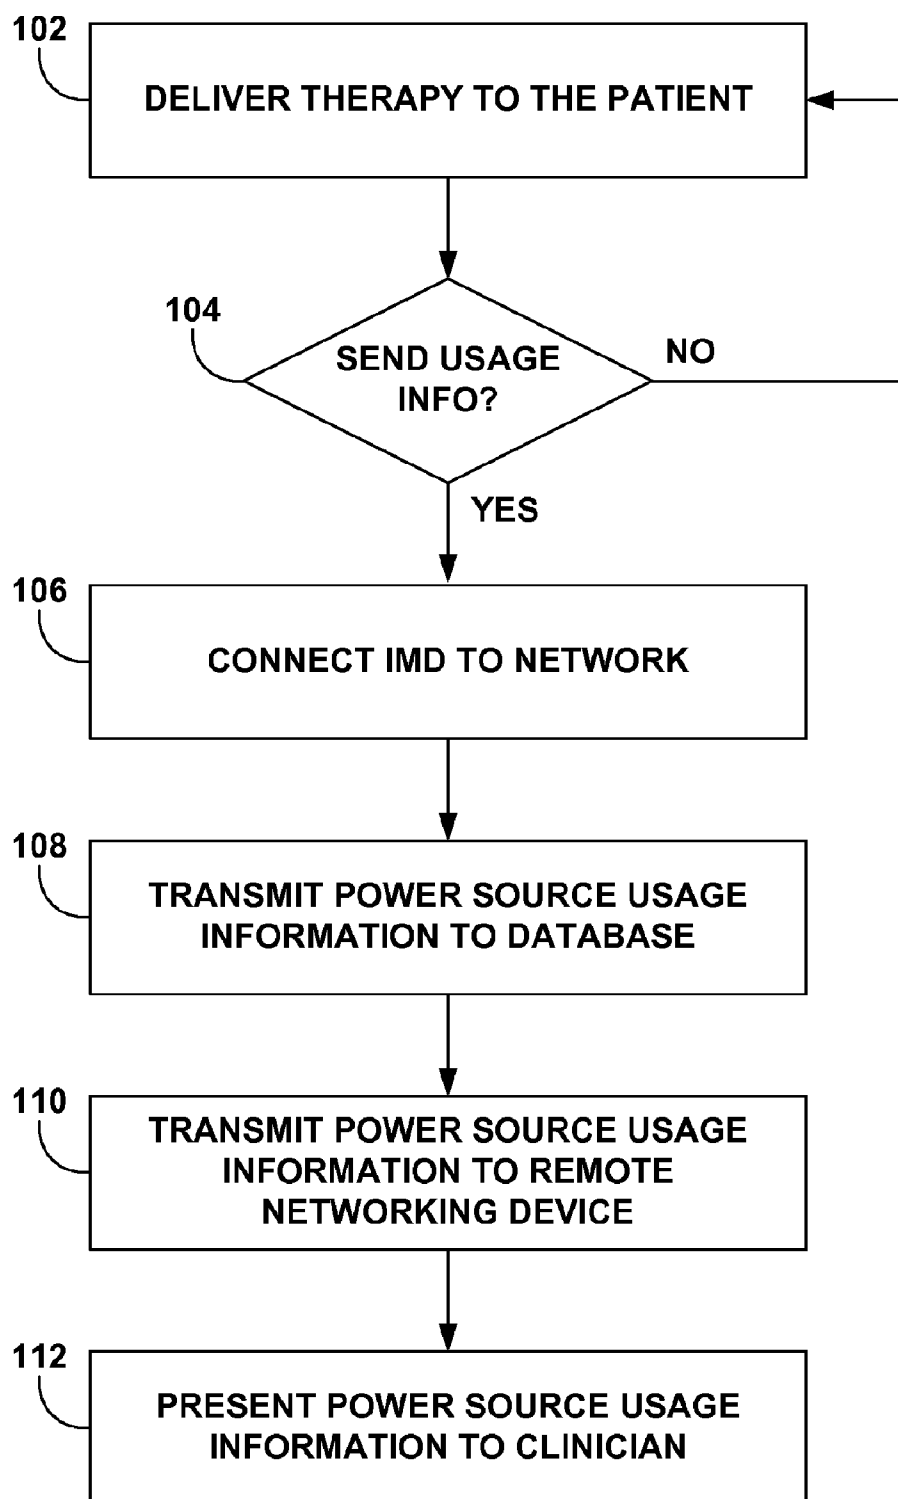 102
DELIVER THERAPY TO THE PATIENT
104
SEND USAGE
INFO?
NO
YES
106
CONNECT IMD TO NETWORK
108
TRANSMIT POWER SOURCE USAGE
INFORMATION TO DATABASE
110
TRANSMIT POWER SOURCE USAGE
INFORMATION TO REMOTE
NETWORKING DEVICE
112
PRESENT POWER SOURCE USAGE
INFORMATION TO CLINICIAN